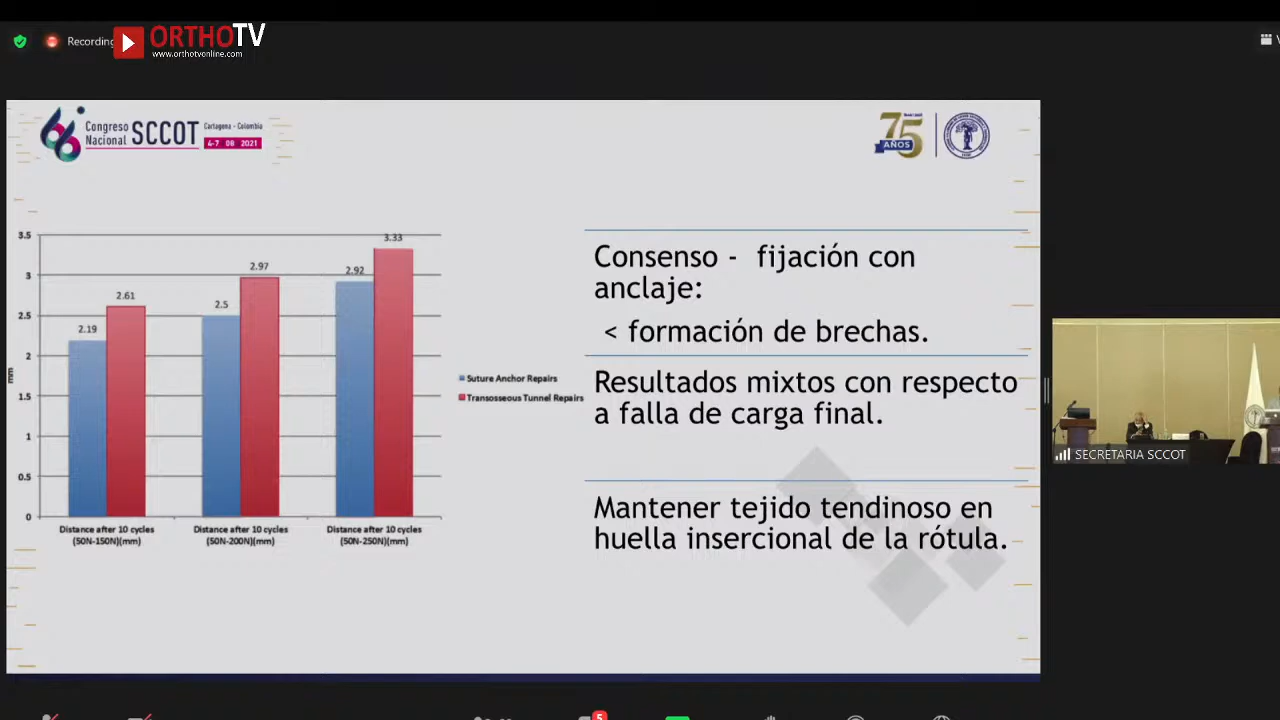 Recording
ORTHOTV
www.orthotvonline.com
Congreso
Nacional SCCOT
Cartagena - Colombia
4-7 08 2021
75
AÑOS
3.5
3
2.5
2
1.5
1
0.5
0
mm
2.19
2.61
2.5
2.97
2.92
3.33
Distance after 10 cycles
(50N-150N)(mm)
Distance after 10 cycles
(50N-200N)(mm)
Distance after 10 cycles
(50N-250N)(mm)
Suture Anchor Repairs
Transosseous Tunnel Repairs
Consenso - fijación con
anclaje:
< formación de brechas.
Resultados mixtos con respecto
a falla de carga final.
Mantener tejido tendinoso en
huella insercional de la rótula.
SECRETARIA SCCOT
5